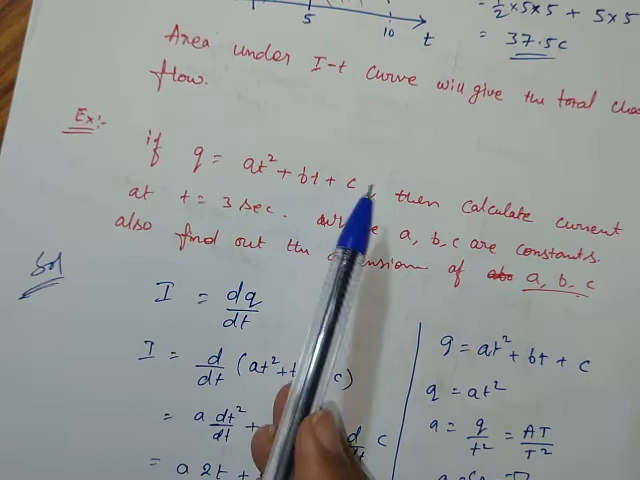 5 10 t
= 1/2 × 5 × 5 + 5 × 5
= 37.5c
Area under I-t curve will give the total
flow.
Ex:-
if q = at² + bt + c then calculate current
at t = 3 sec. a, b, c are constants.
also find out the of a, b, c
Sol
I = dq/dt
I = d/dt (at² + c)
= a dt²/dt + d/dt c
= a 2t +
q = at² + bt + c
q = at²
a = q/t² = AT/T²